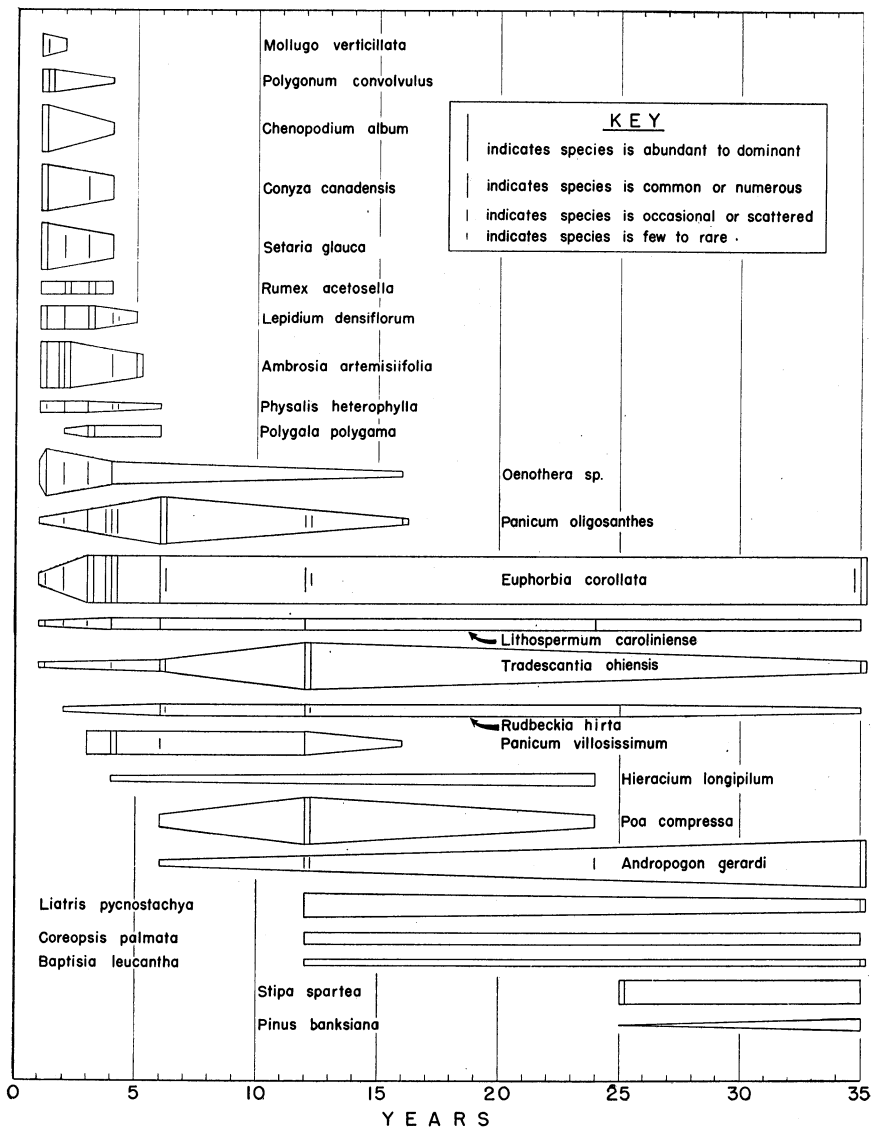 Mollugo verticillata
Polygonum convolvulus
Chenopodium album
Conyza canadensis
Setaria glauca
Rumex acetosella
Lepidium densiflorum
Ambrosia artemisiifolia
Physalis heterophylla
Polygala polygama
KEY
indicates species is abundant to dominant
indicates species is common or numerous
indicates species is occasional or scattered
indicates species is few to rare .
Oenothera sp.
Panicum oligosanthes
Euphorbia corollata
Lithospermum caroliniense
Tradescantia ohiensis
Rudbeckia hirta
Panicum villosissimum
Hieracium longipilum
Poa compressa
Andropogon gerardi
Liatris pycnostachya
Coreopsis palmata
Baptisia leucantha
Stipa spartea
Pinus banksiana
0 5 10 15 20 25 30 35
YEARS